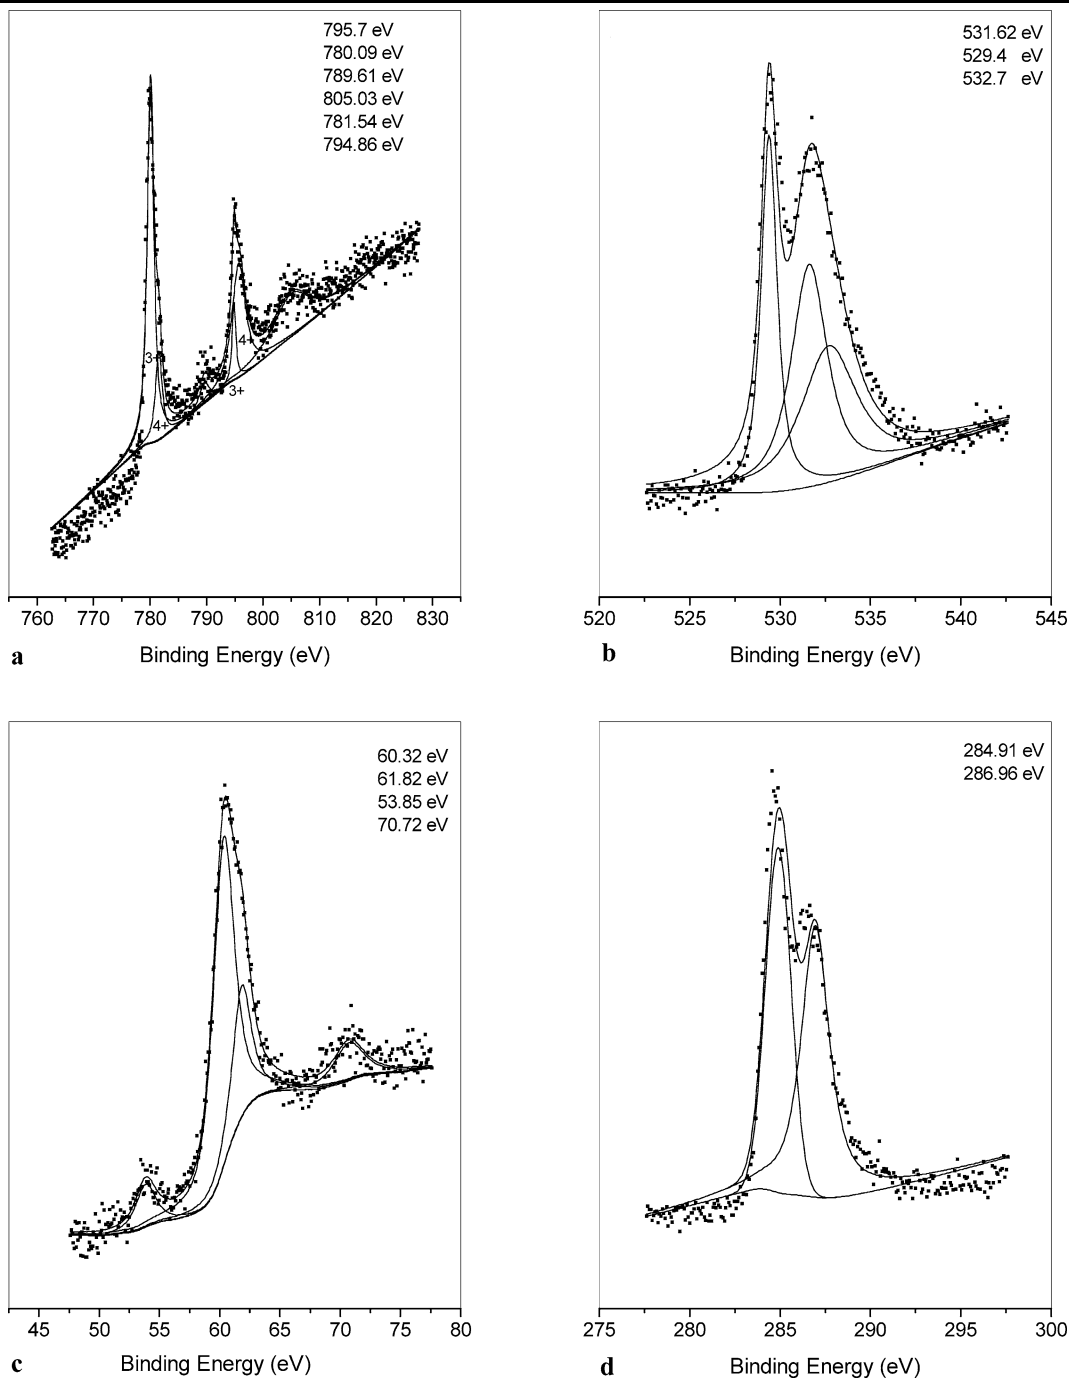 795.7 eV
780.09 eV
789.61 eV
805.03 eV
781.54 eV
794.86 eV
3+
4+
4+
3+
760 770 780 790 800 810 820 830
Binding Energy (eV)
a
531.62 eV
529.4 eV
532.7 eV
520 525 530 535 540 545
Binding Energy (eV)
b
60.32 eV
61.82 eV
53.85 eV
70.72 eV
45 50 55 60 65 70 75 80
Binding Energy (eV)
c
284.91 eV
286.96 eV
275 280 285 290 295 300
Binding Energy (eV)
d